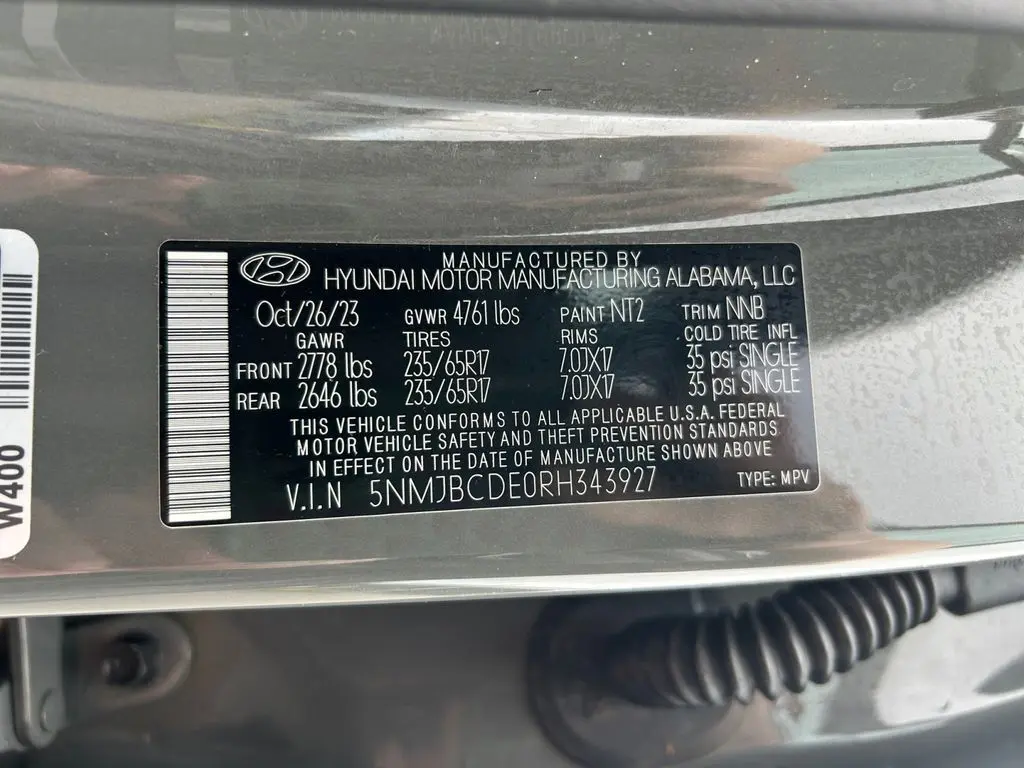 MANUFACTURED BY
HYUNDAI MOTOR MANUFACTURING ALABAMA, LLC
Oct/26/23 GVWR 4761 lbs PAINT NT2 TRIM NNB
GAWR TIRES RIMS COLD TIRE INFL
FRONT 2778 lbs 235/65R17 7.0JX17 35 psi SINGLE
REAR 2646 lbs 235/65R17 7.0JX17 35 psi SINGLE
THIS VEHICLE CONFORMS TO ALL APPLICABLE U.S.A. FEDERAL
MOTOR VEHICLE SAFETY AND THEFT PREVENTION STANDARDS
IN EFFECT ON THE DATE OF MANUFACTURE SHOWN ABOVE
V.I.N 5NMJBCDE0RH343927 TYPE: MPV
W400